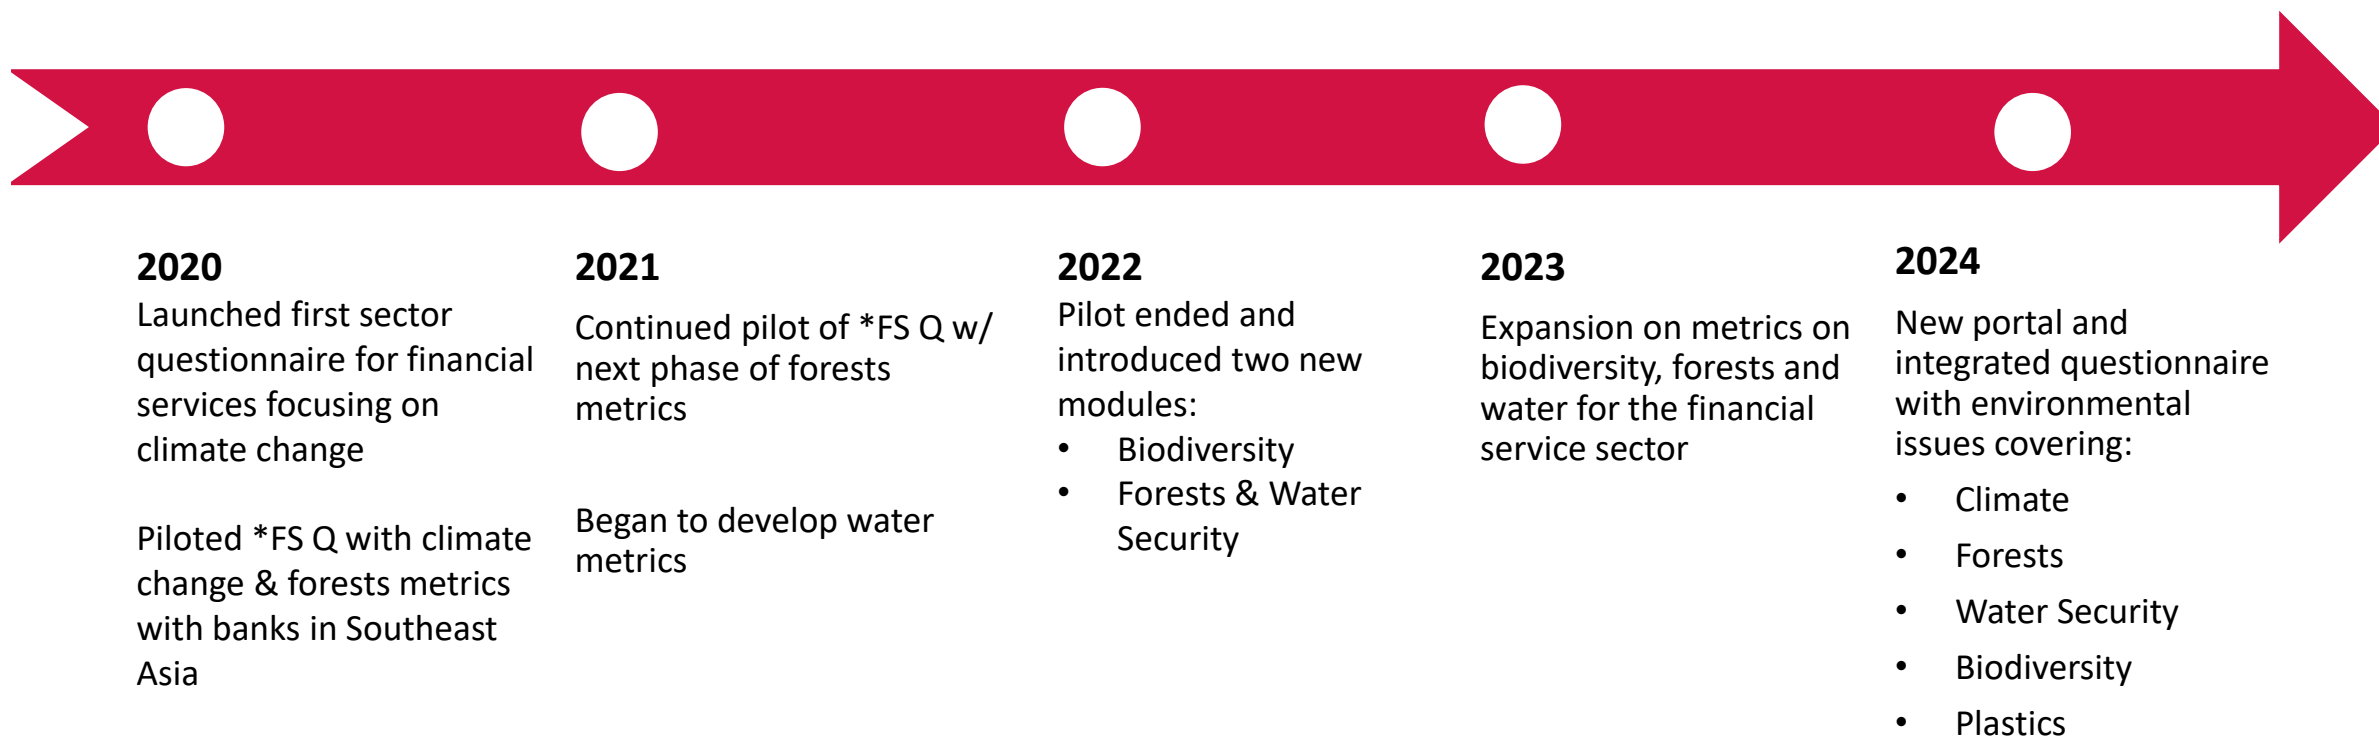 2020
Launched first sector
questionnaire for financial
services focusing on
climate change
Piloted *FS Q with climate
change & forests metrics
with banks in Southeast
Asia
2021
Continued pilot of *FS Q w/
next phase of forests
metrics
Began to develop water
metrics
2022
Pilot ended and
introduced two new
modules:
• Biodiversity
• Forests & Water
Security
2023
Expansion on metrics on
biodiversity, forests and
water for the financial
service sector
2024
New portal and
integrated questionnaire
with environmental
issues covering:
• Climate
• Forests
• Water Security
• Biodiversity
• Plastics